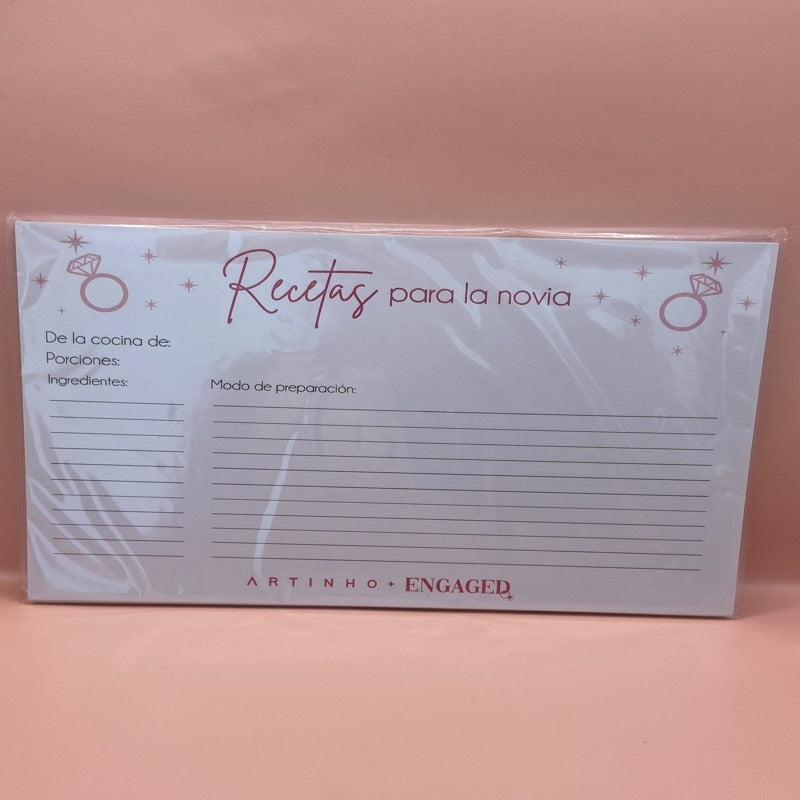 Recetas para la novia
De la cocina de:
Porciones:
Ingredientes:
Modo de preparación:
ARTINHO + ENGAGED